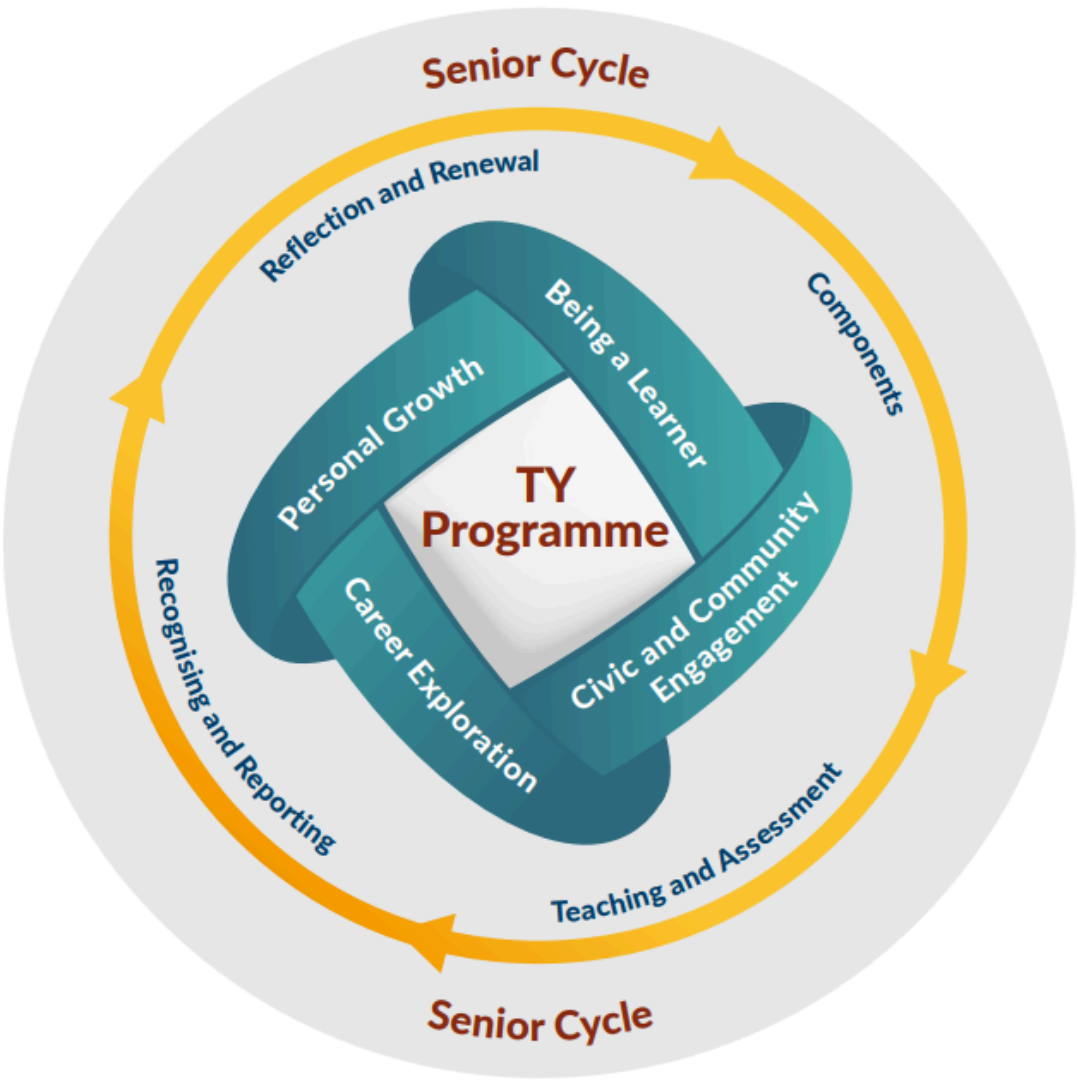 Senior Cycle
Reflection and Renewal
Components
Being a Learner
Personal Growth
TY
Programme
Civic and Community
Engagement
Career Exploration
Recognising and Reporting
Teaching and Assessment
Senior Cycle